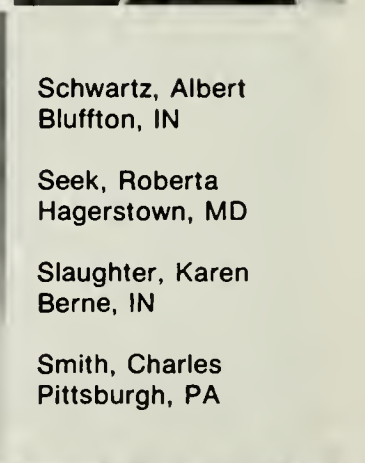 Schwartz, Albert
Bluffton, IN
Seek, Roberta
Hagerstown, MD
Slaughter, Karen
Berne, IN
Smith, Charles
Pittsburgh, PA